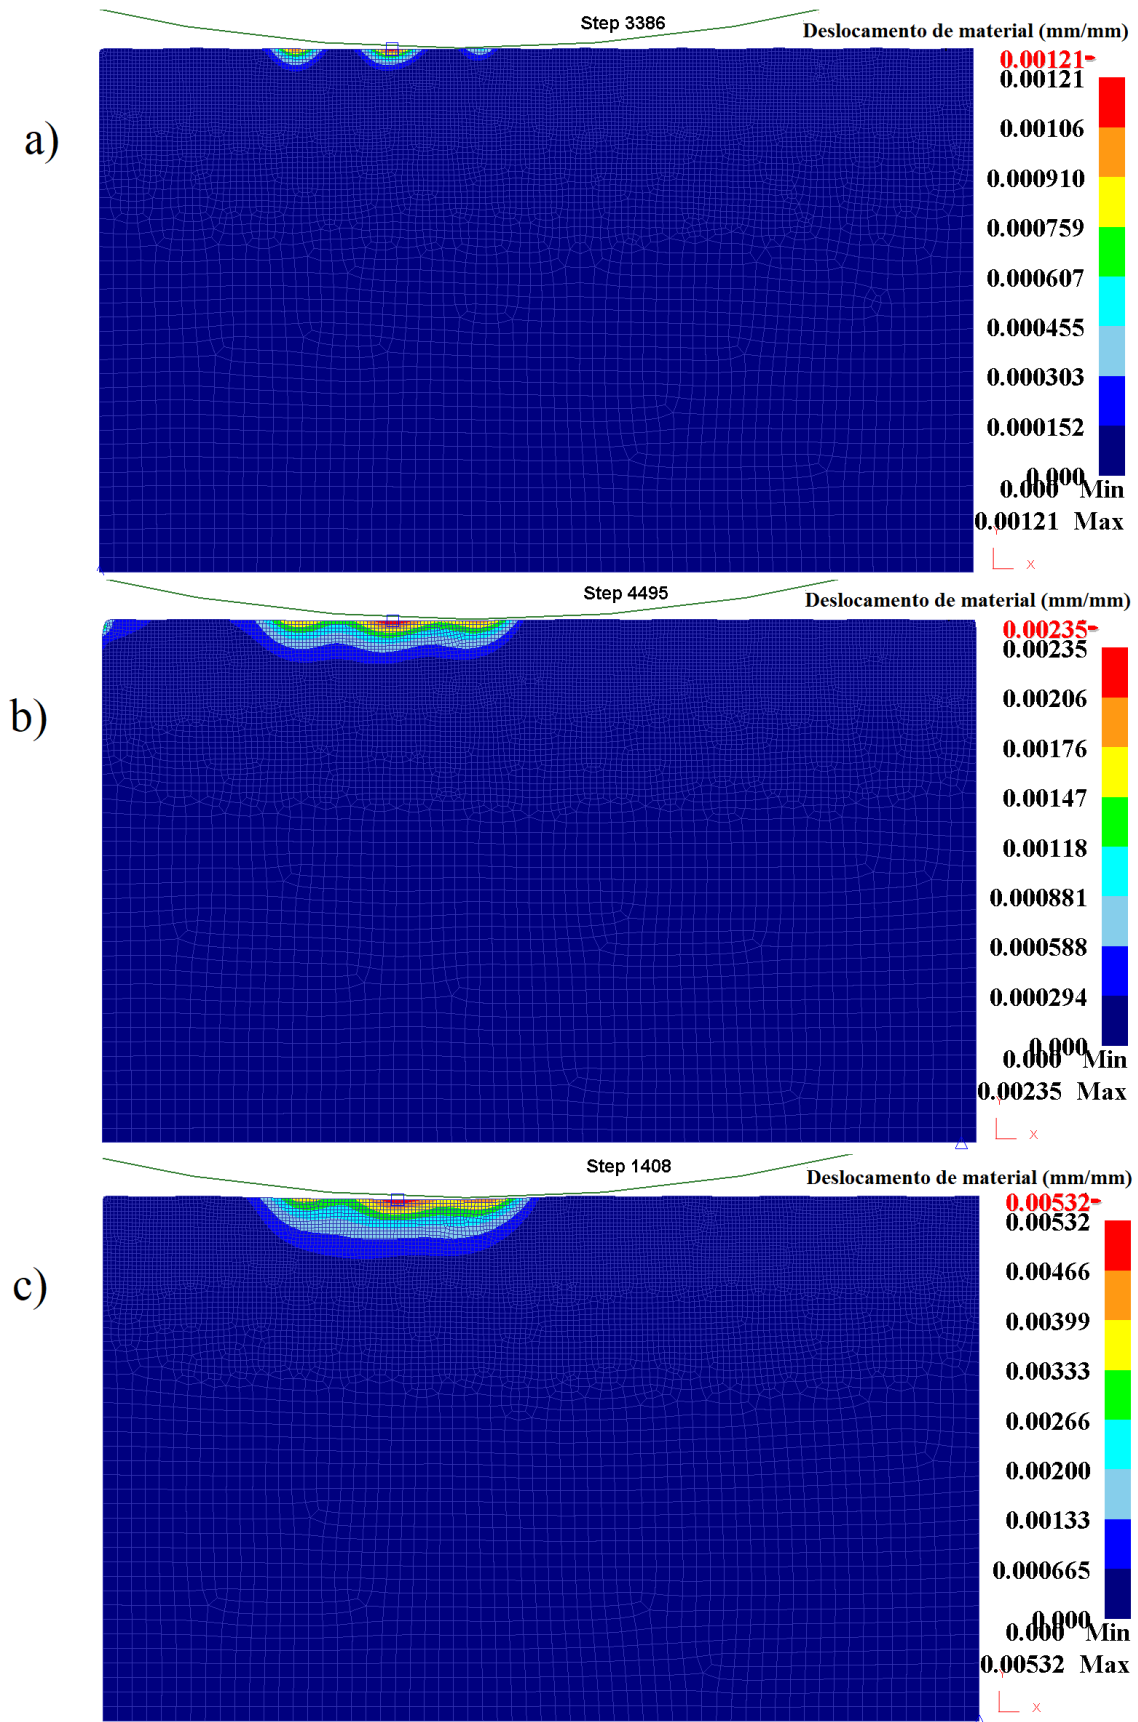 Step 3386
Deslocamento de material (mm/mm)
0.00121
0.00121
0.00106
a)
0.000910
0.000759
0.000607
0.000455
0.000303
0.000152
0.000
0.000 Min
0.00121 Max
Y
X
Step 4495
Deslocamento de material (mm/mm)
0.00235
0.00235
0.00206
b)
0.00176
0.00147
0.00118
0.000881
0.000588
0.000294
0.000
0.000 Min
0.00235 Max
Y
X
Step 1408
Deslocamento de material (mm/mm)
0.00532
0.00532
0.00466
c)
0.00399
0.00333
0.00266
0.00200
0.00133
0.000665
0.000
0.000 Min
0.00532 Max
Y
X